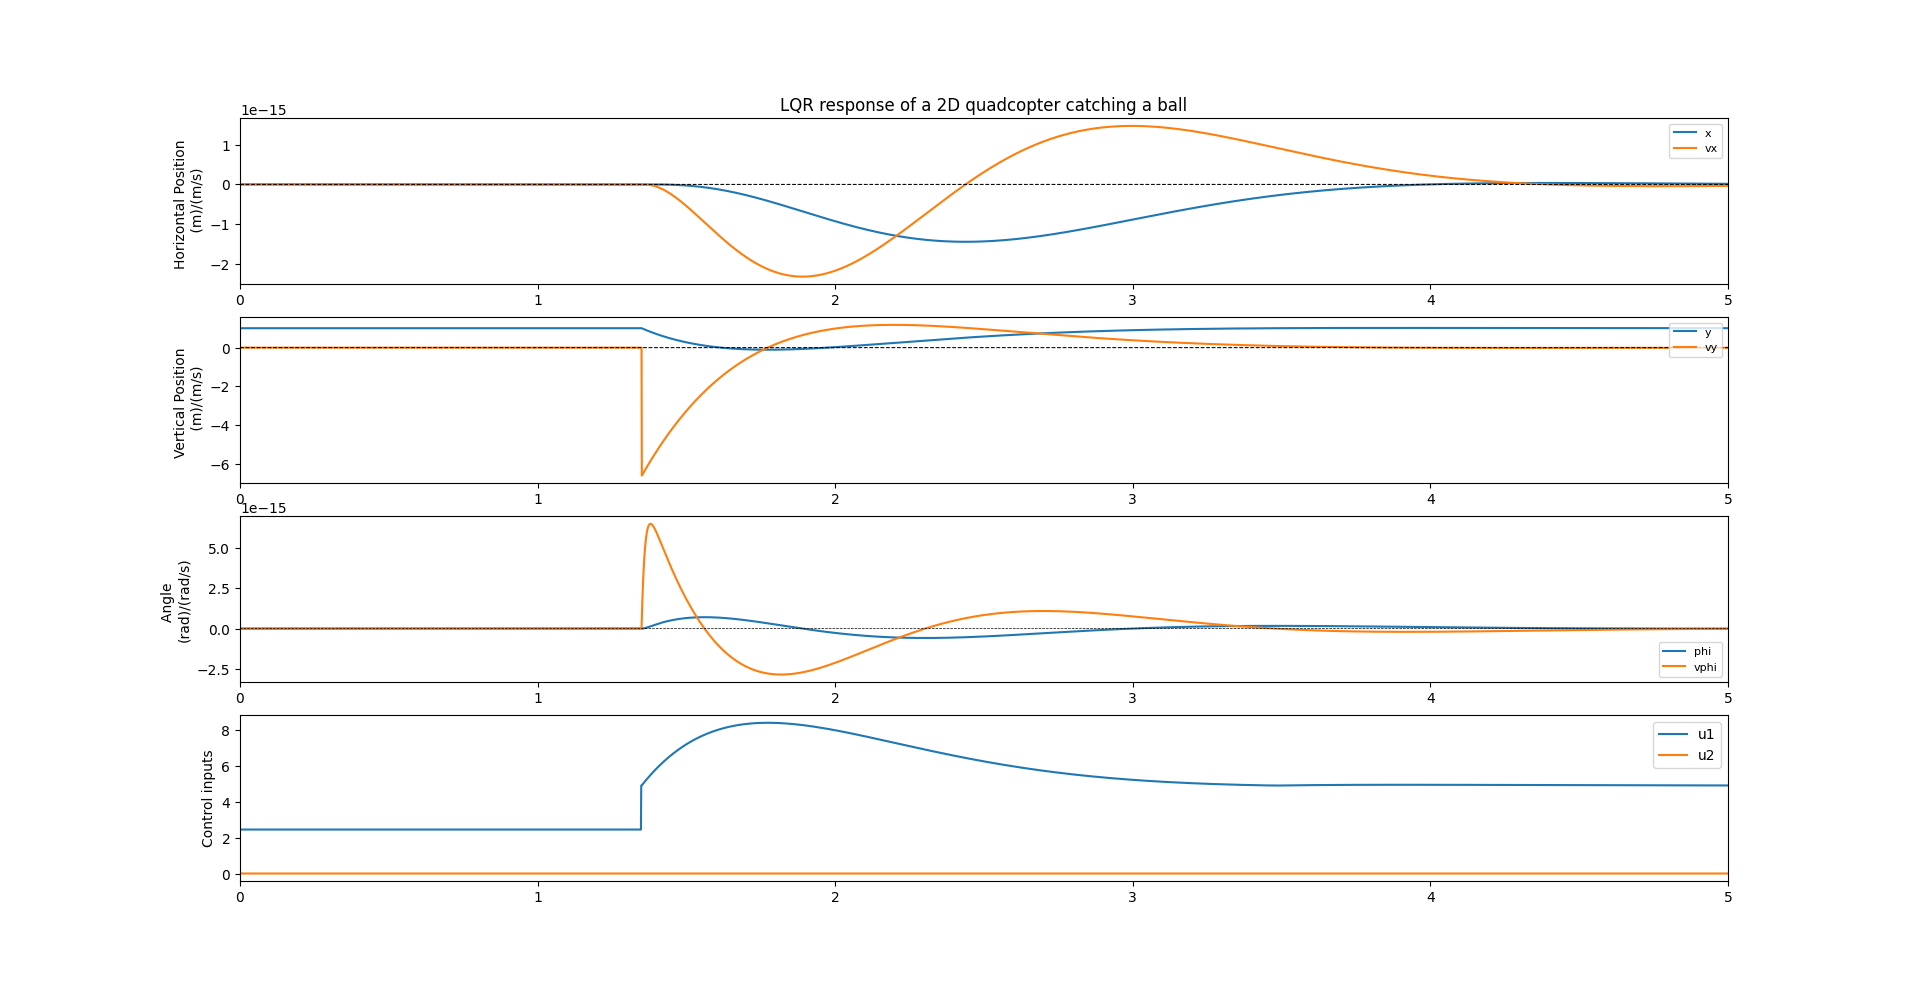 LQR response of a 2D quadcopter catching a ball
1e−15
Horizontal Position
(m)/(m/s)
1
0
−1
−2
x
vx
0 1 2 3 4 5
Vertical Position
(m)/(m/s)
0
−2
−4
−6
y
vy
0 1 2 3 4 5
1e−15
Angle
(rad)/(rad/s)
5.0
2.5
0.0
−2.5
phi
vphi
0 1 2 3 4 5
Control inputs
8
6
4
2
0
u1
u2
0 1 2 3 4 5